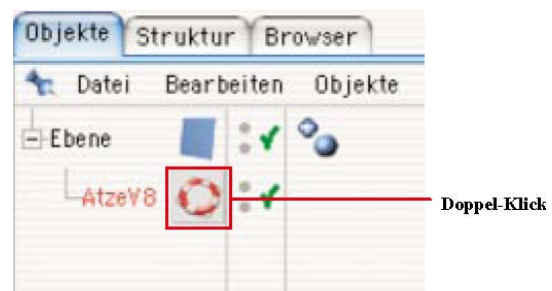 Objekte Struktur Browser
Datei Bearbeiten Objekte
Ebene
AtzeV8
Doppel-Klick